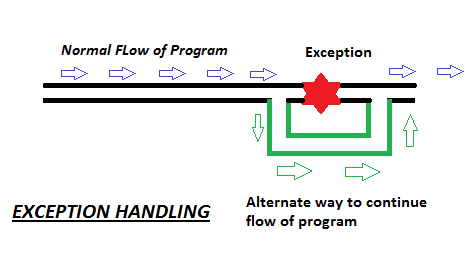 Normal FLow of Program
Exception
Alternate way to continue
flow of program
EXCEPTION HANDLING